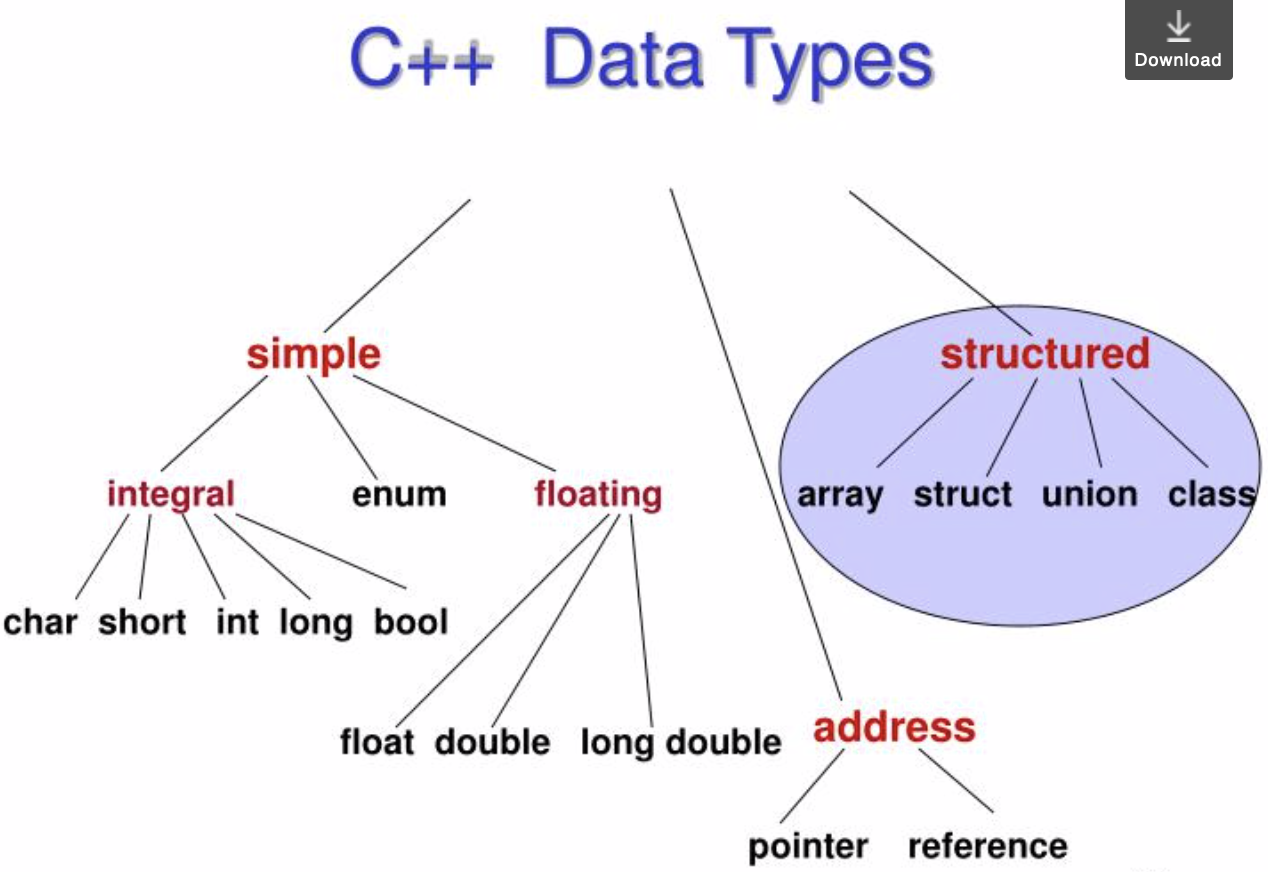 C++ Data Types
Download
simple
structured
integral enum floating
array struct union class
char short int long bool
address
float double long double
pointer reference